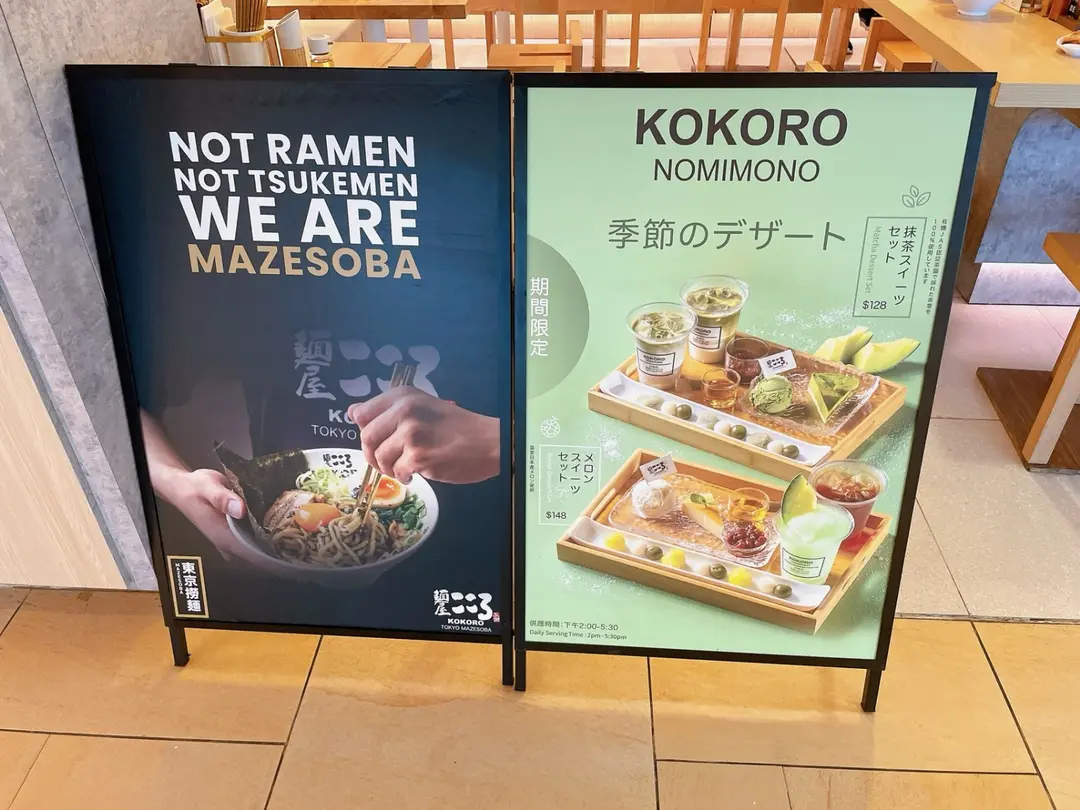 NOT RAMEN
NOT TSUKEMEN
WE ARE
MAZESOBA
麺屋 こころ
TOKYO
東京撈麺
MAZESOBA
麺屋 こころ
KOKORO
TOKYO MAZESOBA
KOKORO
NOMIMONO
季節のデザート
期間限定
抹茶スイーツ
セット
Matcha Dessert Set
$128
KOKORO
KOKORO
メロン
スイーツ
セット
$148
KOKORO
供應時間:下午2:00-5:30
Daily Serving Time : 2pm - 5:30pm